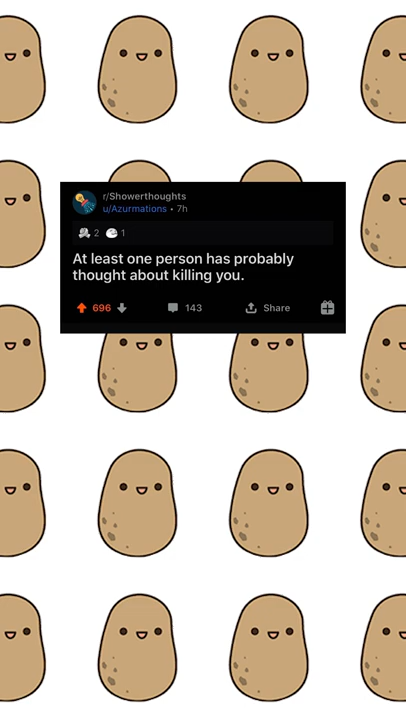 r/Showerthoughts
u/Azurmations • 7h
2 1
At least one person has probably
thought about killing you.
696 143 Share